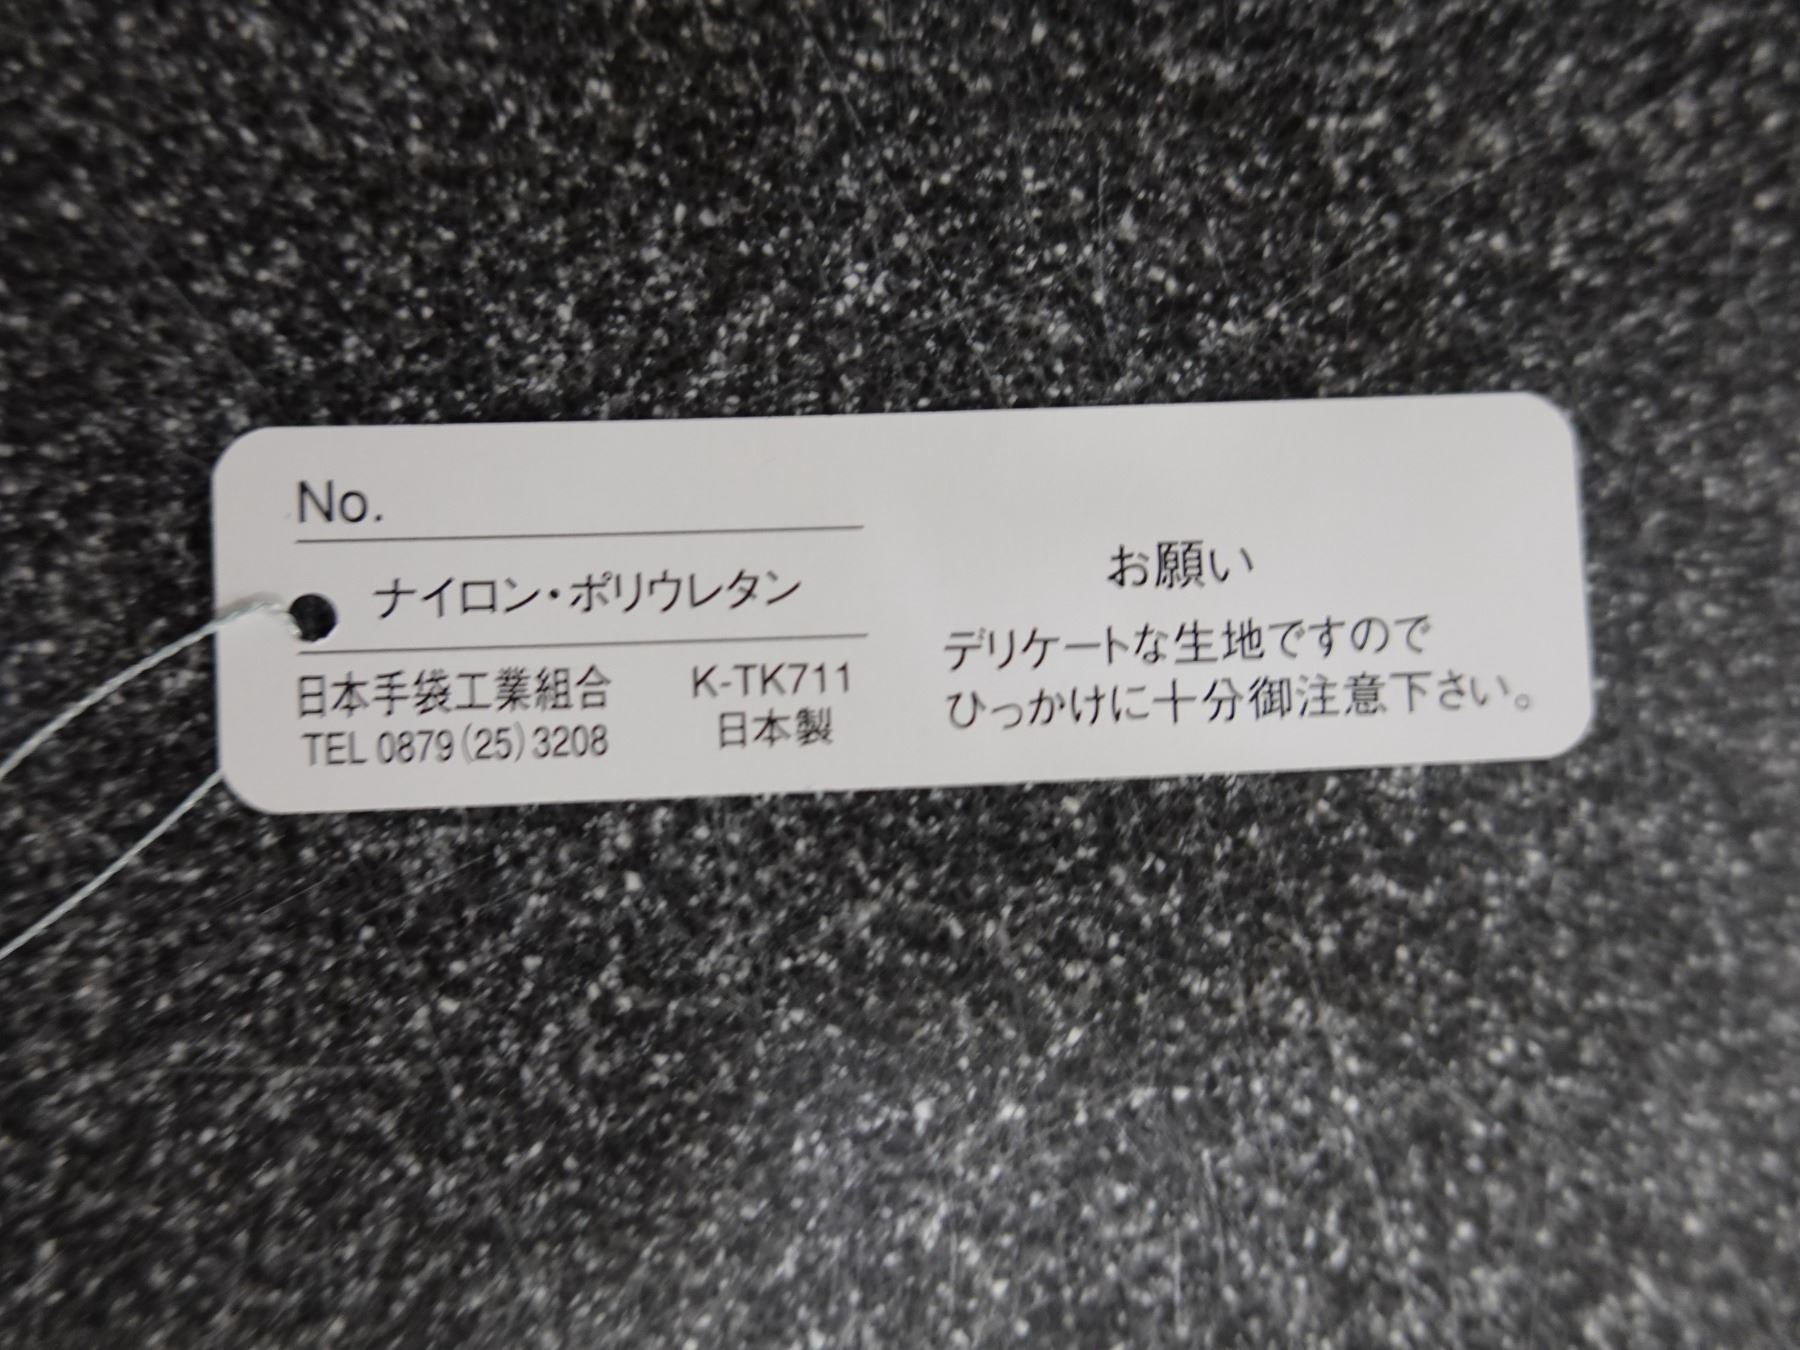 No.
ナイロン・ポリウレタン
日本手袋工業組合
TEL 0879(25)3208
K-TK711
日本製
お願い
デリケートな生地ですので
ひっかけに十分御注意下さい。